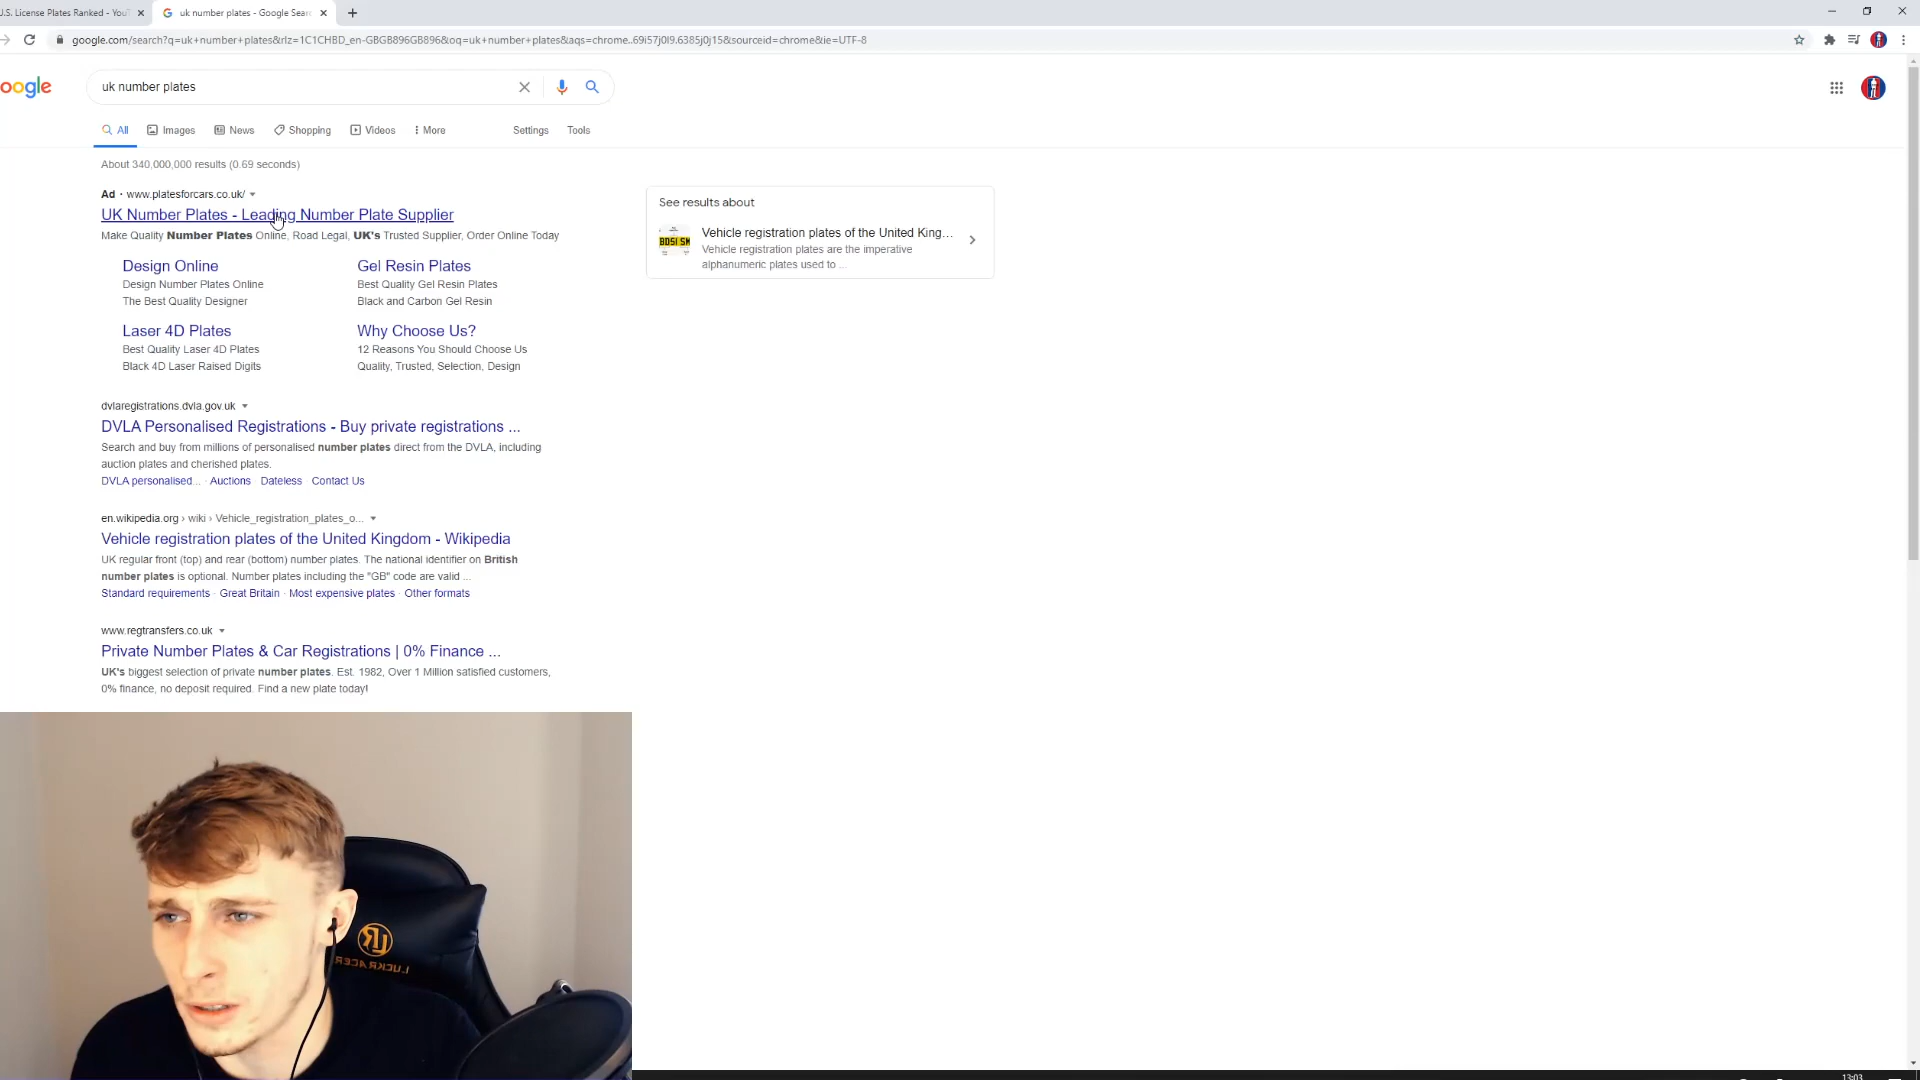 U.S. License Plates Ranked - You
uk number plates - Google Sear
google.com/search?q=uk+number+plates&rlz=1C1CHBD_en-GBGB896GB896&oq=uk+number+plates&aqs=chrome..69i57j0l9.6385j0j15&sourceid=chrome&ie=UTF-8
oogle
uk number plates
All Images News Shopping Videos More Settings Tools
About 340,000,000 results (0.69 seconds)
Ad · www.platesforcars.co.uk/
UK Number Plates - Leading Number Plate Supplier
Make Quality Number Plates Online, Road Legal, UK's Trusted Supplier, Order Online Today
Design Online
Design Number Plates Online
The Best Quality Designer
Gel Resin Plates
Best Quality Gel Resin Plates
Black and Carbon Gel Resin
Laser 4D Plates
Best Quality Laser 4D Plates
Black 4D Laser Raised Digits
Why Choose Us?
12 Reasons You Should Choose Us
Quality, Trusted, Selection, Design
dvlaregistrations.dvla.gov.uk
DVLA Personalised Registrations - Buy private registrations ...
Search and buy from millions of personalised number plates direct from the DVLA, including
auction plates and cherished plates.
DVLA personalised... · Auctions · Dateless · Contact Us
en.wikipedia.org › wiki › Vehicle_registration_plates_o...
Vehicle registration plates of the United Kingdom - Wikipedia
UK regular front (top) and rear (bottom) number plates. The national identifier on British
number plates is optional. Number plates including the "GB" code are valid ...
Standard requirements · Great Britain · Most expensive plates · Other formats
www.regtransfers.co.uk
Private Number Plates & Car Registrations | 0% Finance ...
UK's biggest selection of private number plates. Est. 1982, Over 1 Million satisfied customers,
0% finance, no deposit required. Find a new plate today!
See results about
BD51 SM
Vehicle registration plates of the United King...
Vehicle registration plates are the imperative
alphanumeric plates used to ...
LUCKRACER
13:03